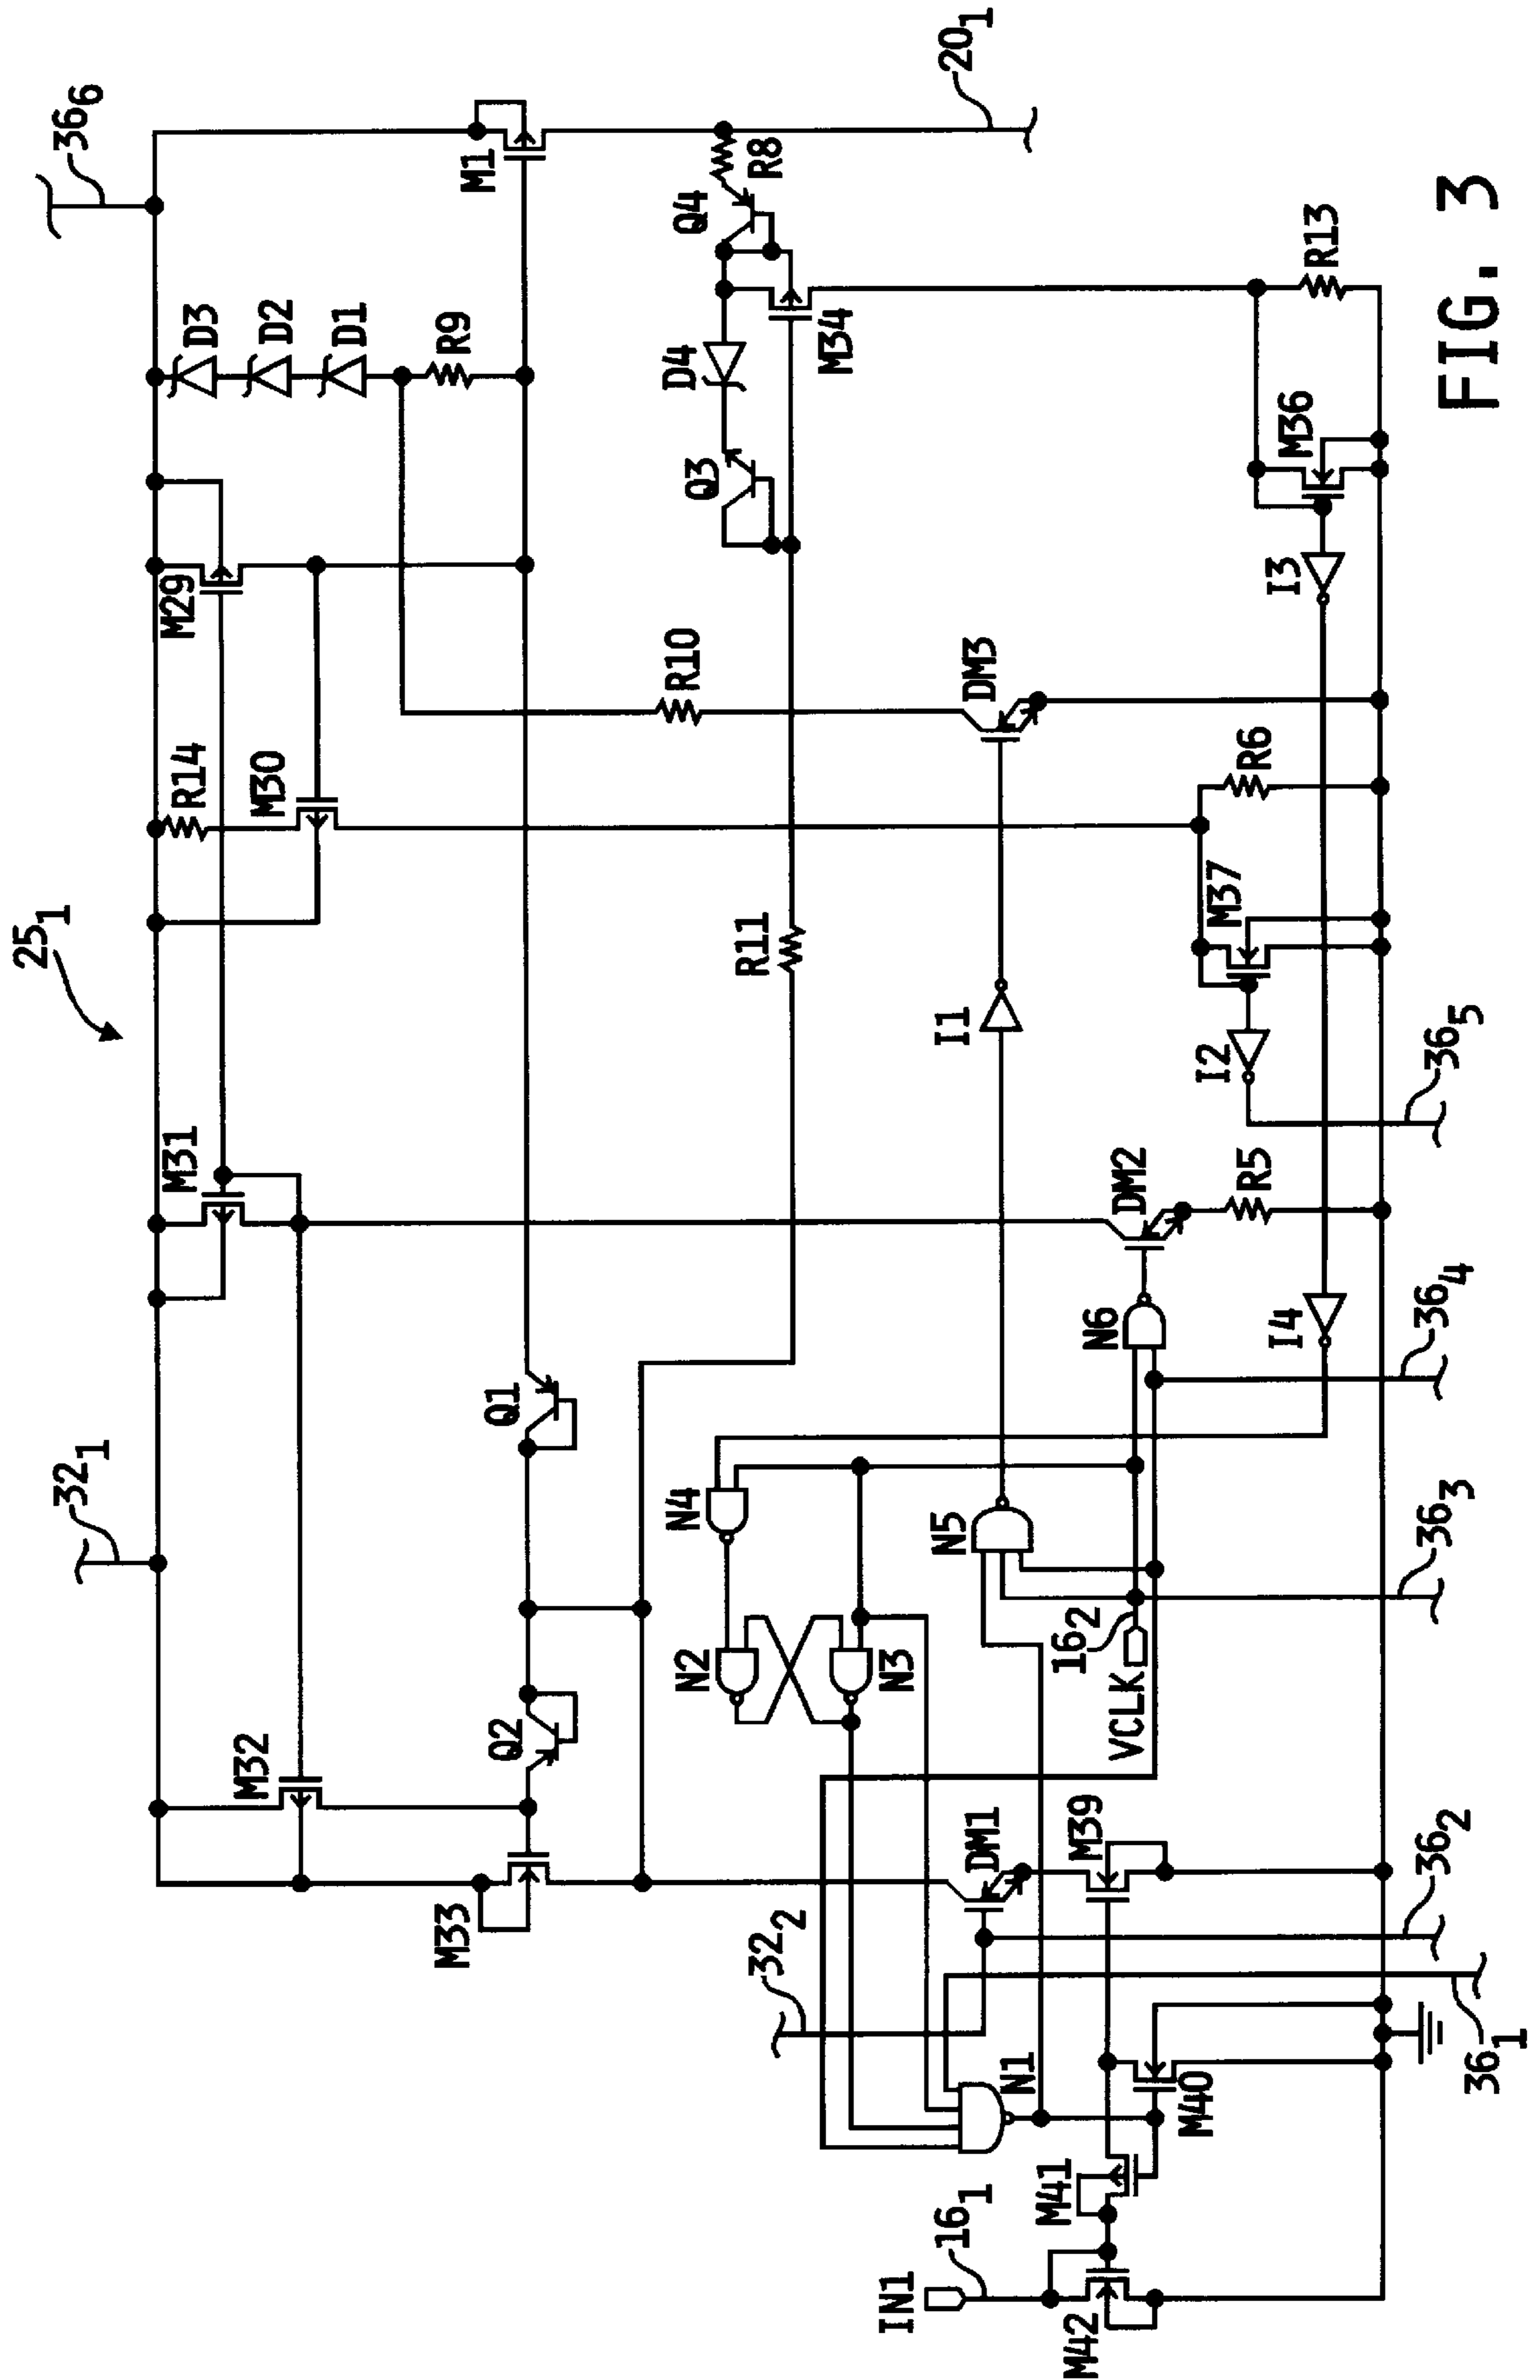 25₁
32₁
36₆
M31
R14
M29
D3
D2
D1
M32
M30
R9
M33
Q2
Q1
M1
R10
Q3
D4
Q4
R8
R11
M34
20₁
32₂
N2
N4
N3
IN1
16₁
N1
DM1
N5
I1
DM3
M41
M42
M40
M39
VCLK
16₂
N6
DM2
I2
M37
R6
I3
M36
R13
R5
I4
36₁
36₂
36₃
36₄
36₅
FIG. 3